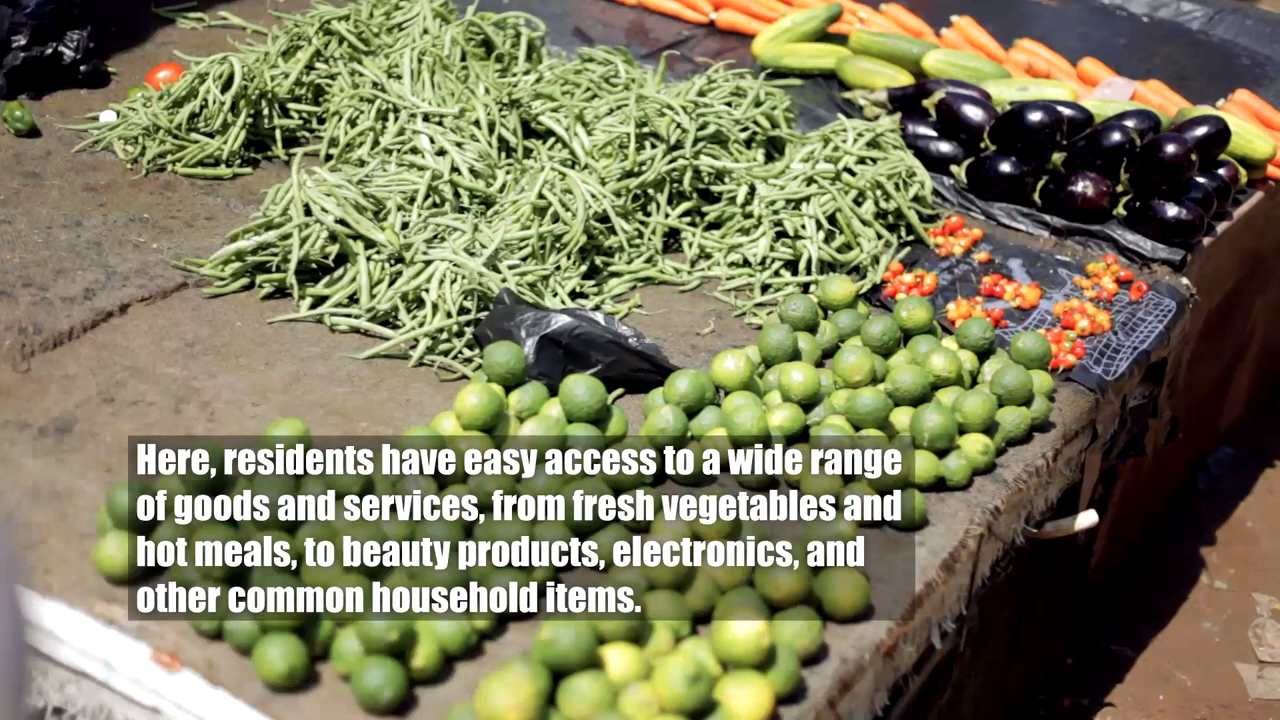 Here, residents have easy access to a wide range
of goods and services, from fresh vegetables and
hot meals, to beauty products, electronics, and
other common household items.